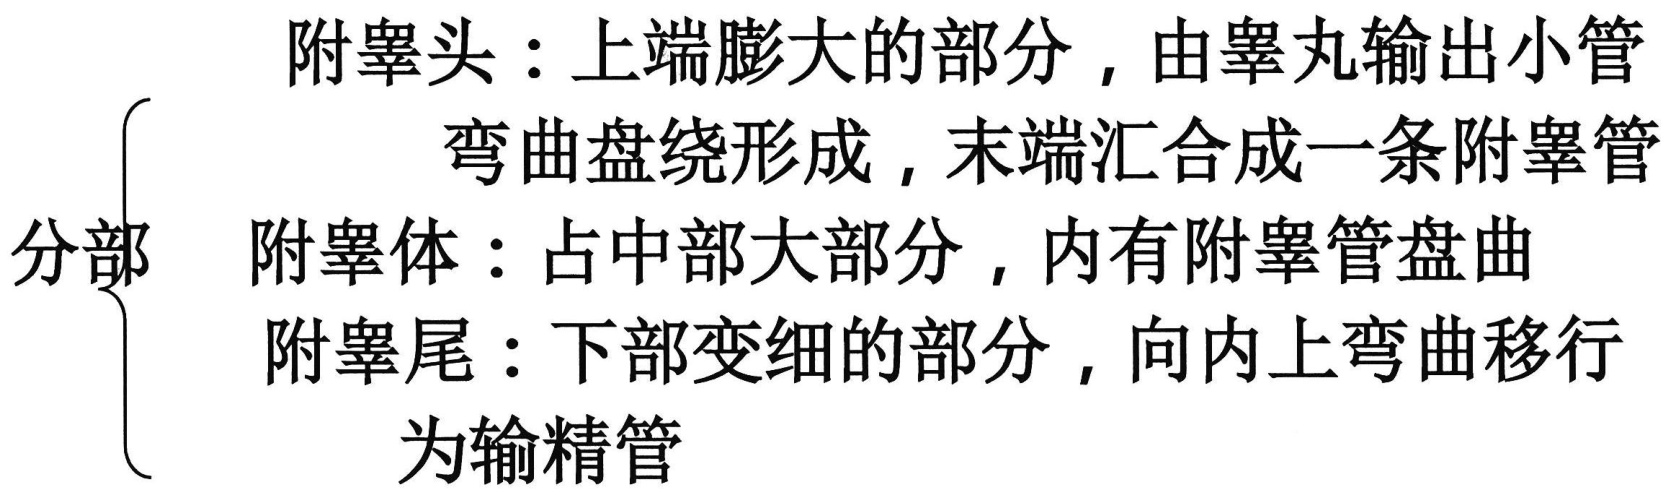 附睾头：上端膨大的部分，由睾丸输出小管
弯曲盘绕形成，末端汇合成一条附睾管
分部
附睾体：占中部大部分，内有附睾管盘曲
附睾尾：下部变细的部分，向内上弯曲移行
为输精管